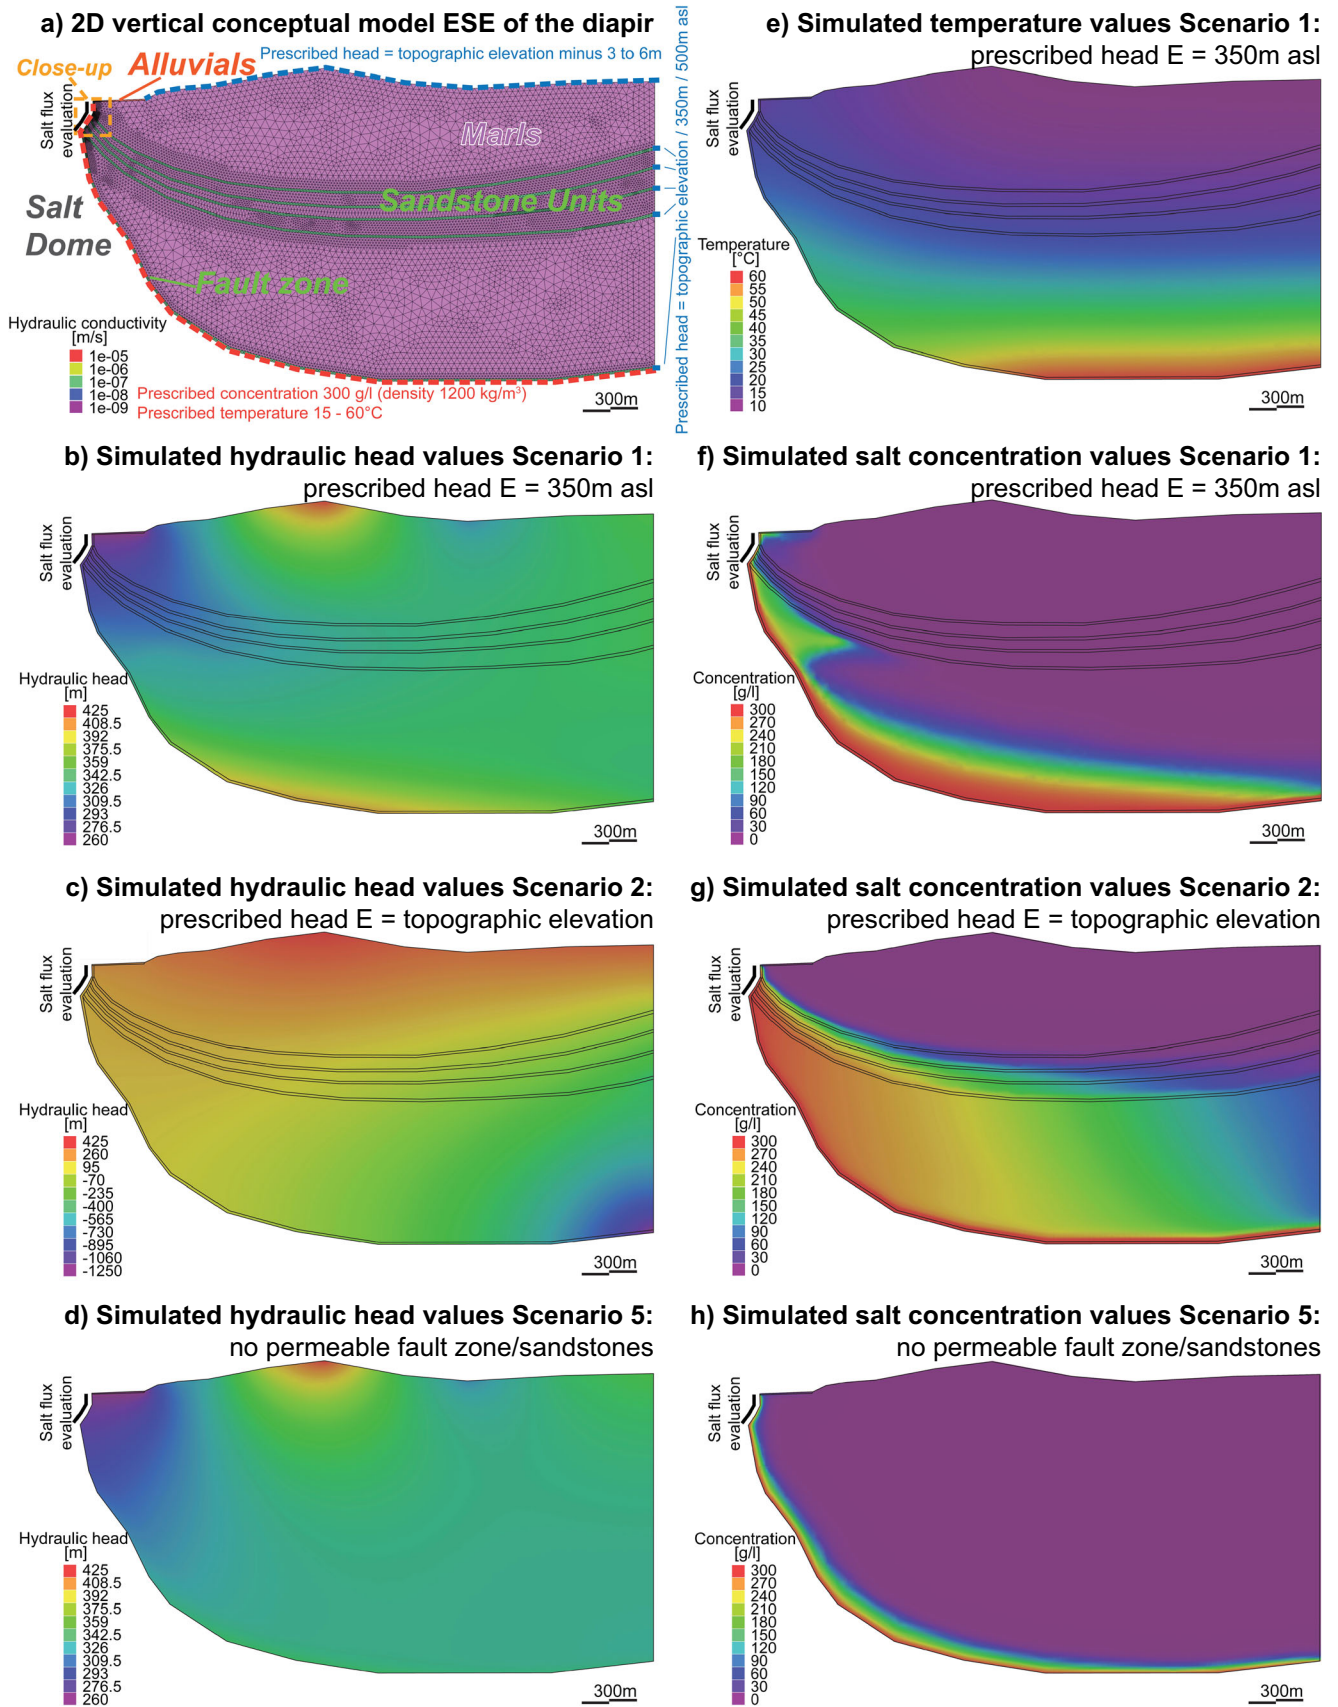 a) 2D vertical conceptual model ESE of the diapir
Prescribed head = topographic elevation minus 3 to 6m
Close-up
Alluvials
Salt flux
evaluation
Marls
Sandstone Units
Salt
Dome
Fault zone
Prescribed head = topographic elevation / 350m / 500m asl
Hydraulic conductivity
[m/s]
1e-05
1e-06
1e-07
1e-08
1e-09
Prescribed concentration 300 g/l (density 1200 kg/m³)
Prescribed temperature 15 - 60°C
300m
e) Simulated temperature values Scenario 1:
prescribed head E = 350m asl
Temperature
[°C]
60
55
50
45
40
35
30
25
20
15
10
300m
b) Simulated hydraulic head values Scenario 1:
prescribed head E = 350m asl
Salt flux
evaluation
Hydraulic head
[m]
425
408.5
392
375.5
359
342.5
326
309.5
293
276.5
260
300m
f) Simulated salt concentration values Scenario 1:
prescribed head E = 350m asl
Salt flux
evaluation
Concentration
[g/l]
300
270
240
210
180
150
120
90
60
30
0
300m
c) Simulated hydraulic head values Scenario 2:
prescribed head E = topographic elevation
Salt flux
evaluation
Hydraulic head
[m]
425
260
95
-70
-235
-400
-565
-730
-895
-1060
-1250
300m
g) Simulated salt concentration values Scenario 2:
prescribed head E = topographic elevation
Salt flux
evaluation
Concentration
[g/l]
300
270
240
210
180
150
120
90
60
30
0
300m
d) Simulated hydraulic head values Scenario 5:
no permeable fault zone/sandstones
Salt flux
evaluation
Hydraulic head
[m]
425
408.5
392
375.5
359
342.5
326
309.5
293
276.5
260
300m
h) Simulated salt concentration values Scenario 5:
no permeable fault zone/sandstones
Salt flux
evaluation
Concentration
[g/l]
300
270
240
210
180
150
120
90
60
30
0
300m